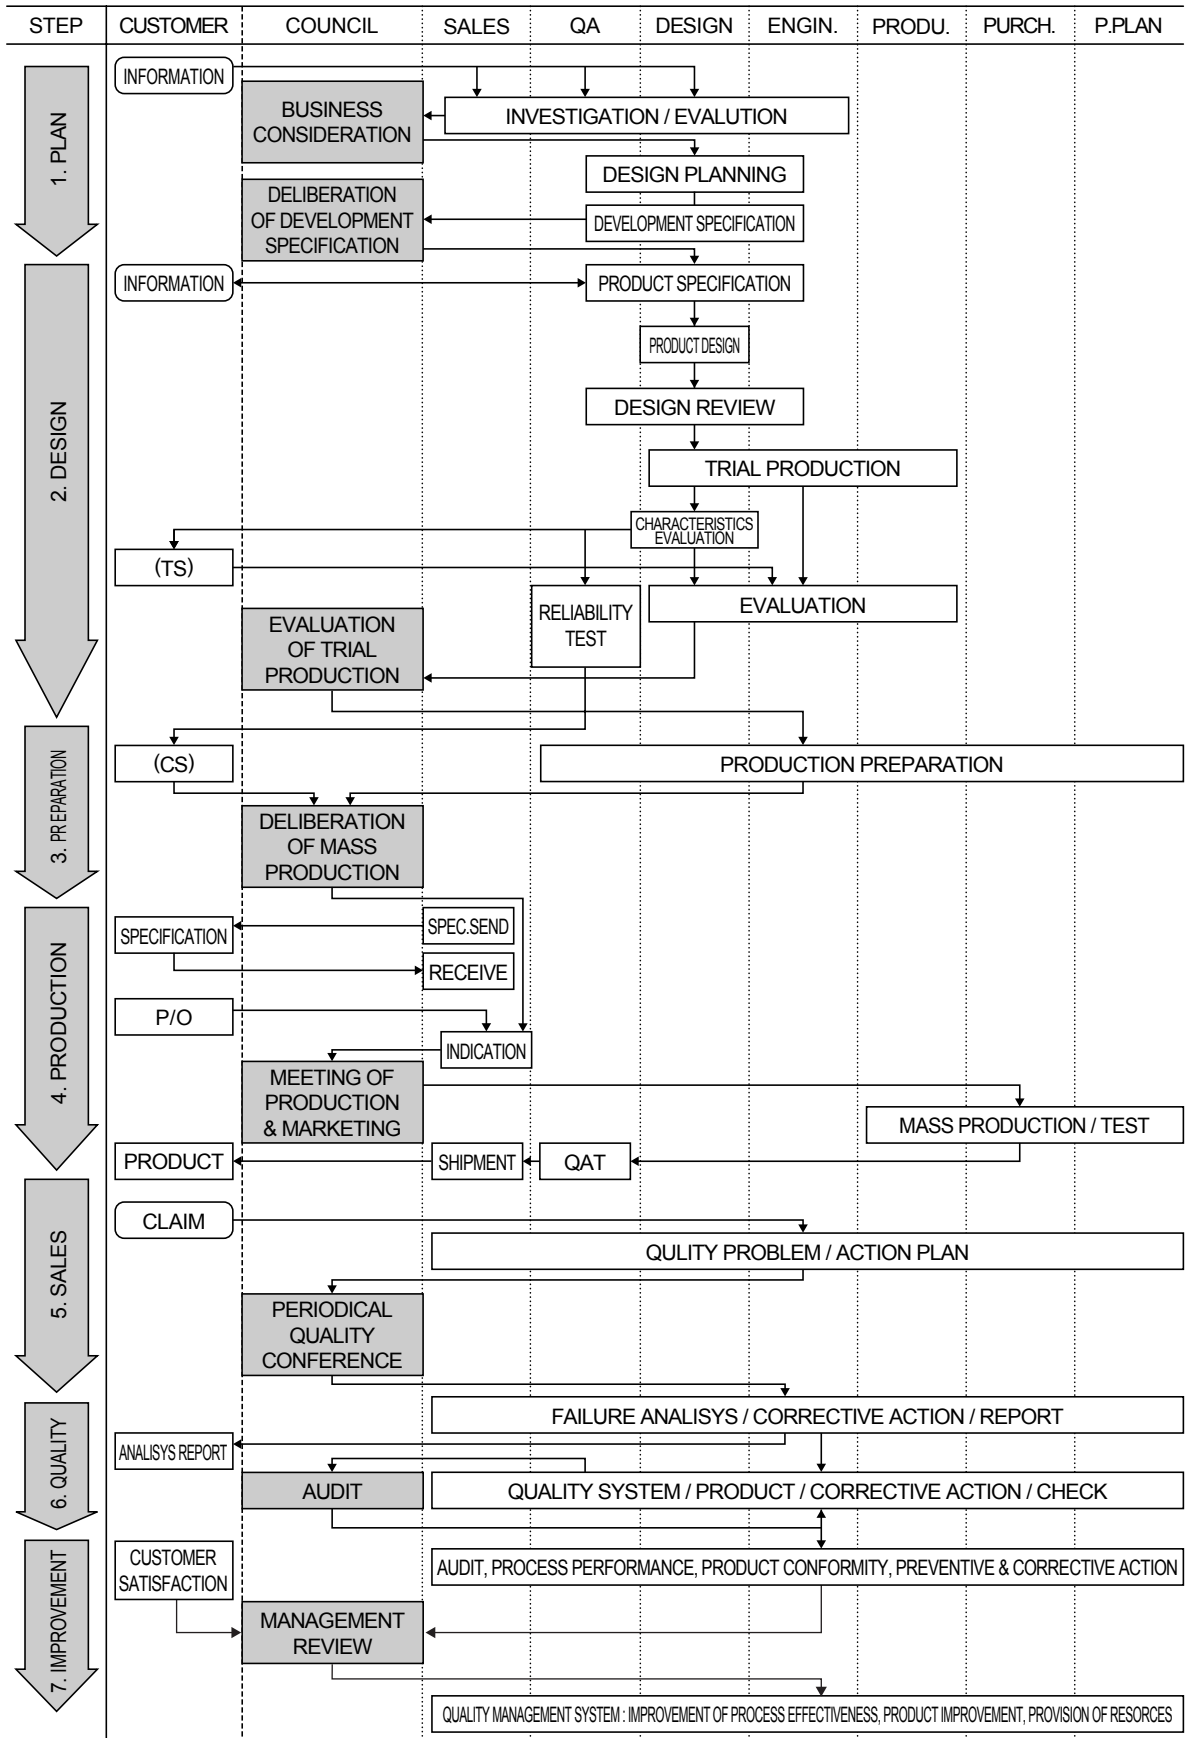 STEP
CUSTOMER
COUNCIL
SALES
QA
DESIGN
ENGIN.
PRODU.
PURCH.
P.PLAN
1. PLAN
INFORMATION
BUSINESS
CONSIDERATION
INVESTIGATION / EVALUTION
DESIGN PLANNING
DELIBERATION
OF DEVELOPMENT
SPECIFICATION
DEVELOPMENT SPECIFICATION
2. DESIGN
INFORMATION
PRODUCT SPECIFICATION
PRODUCT DESIGN
DESIGN REVIEW
TRIAL PRODUCTION
CHARACTERISTICS
EVALUATION
(TS)
RELIABILITY
TEST
EVALUATION
EVALUATION
OF TRIAL
PRODUCTION
3. PREPARATION
(CS)
PRODUCTION PREPARATION
DELIBERATION
OF MASS
PRODUCTION
4. PRODUCTION
SPECIFICATION
SPEC.SEND
RECEIVE
P/O
INDICATION
MEETING OF
PRODUCTION
& MARKETING
MASS PRODUCTION / TEST
PRODUCT
SHIPMENT
QAT
5. SALES
CLAIM
QULITY PROBLEM / ACTION PLAN
PERIODICAL
QUALITY
CONFERENCE
FAILURE ANALISYS / CORRECTIVE ACTION / REPORT
6. QUALITY
ANALISYS REPORT
AUDIT
QUALITY SYSTEM / PRODUCT / CORRECTIVE ACTION / CHECK
7. IMPROVEMENT
CUSTOMER
SATISFACTION
AUDIT, PROCESS PERFORMANCE, PRODUCT CONFORMITY, PREVENTIVE & CORRECTIVE ACTION
MANAGEMENT
REVIEW
QUALITY MANAGEMENT SYSTEM : IMPROVEMENT OF PROCESS EFFECTIVENESS, PRODUCT IMPROVEMENT, PROVISION OF RESORCES